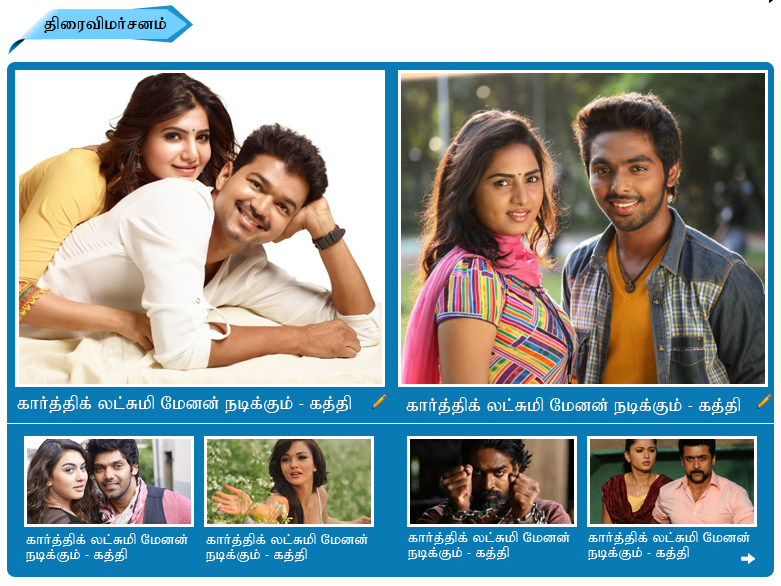 திரைவிமர்சனம்
கார்த்திக் லட்சுமி மேனன் நடிக்கும் - கத்தி
கார்த்திக் லட்சுமி மேனன் நடிக்கும் - கத்தி
கார்த்திக் லட்சுமி மேனன்
நடிக்கும் - கத்தி
கார்த்திக் லட்சுமி மேனன்
நடிக்கும் - கத்தி
கார்த்திக் லட்சுமி மேனன்
நடிக்கும் - கத்தி
கார்த்திக் லட்சுமி மேனன்
நடிக்கும் - கத்தி